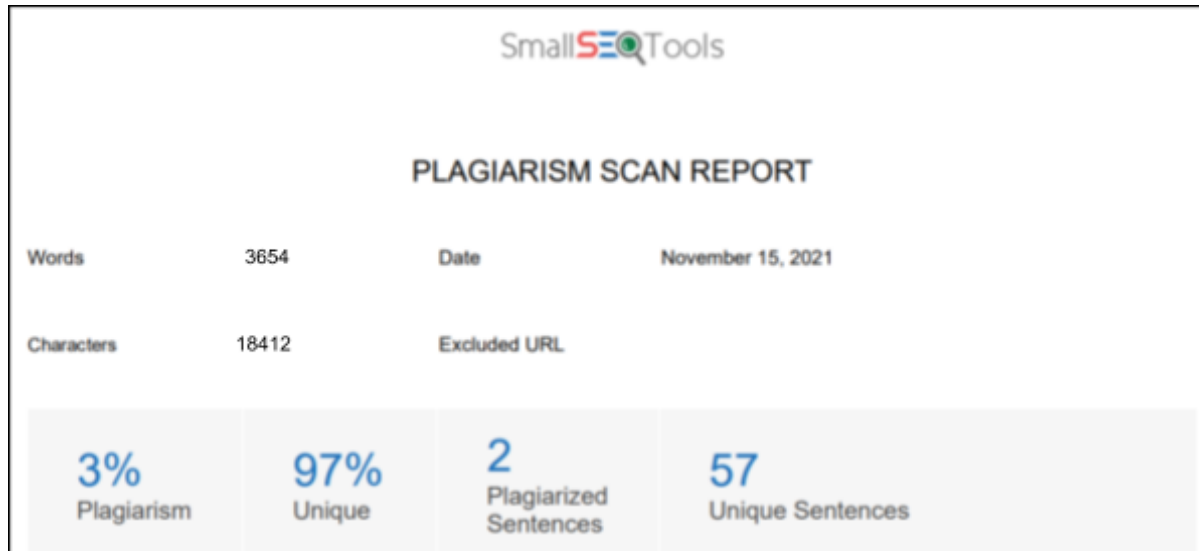 SmallSEOTools
PLAGIARISM SCAN REPORT
Words 3654 Date November 15, 2021
Characters 18412 Excluded URL
3% 97% 2 57
Plagiarism Unique Plagiarized Sentences Unique Sentences